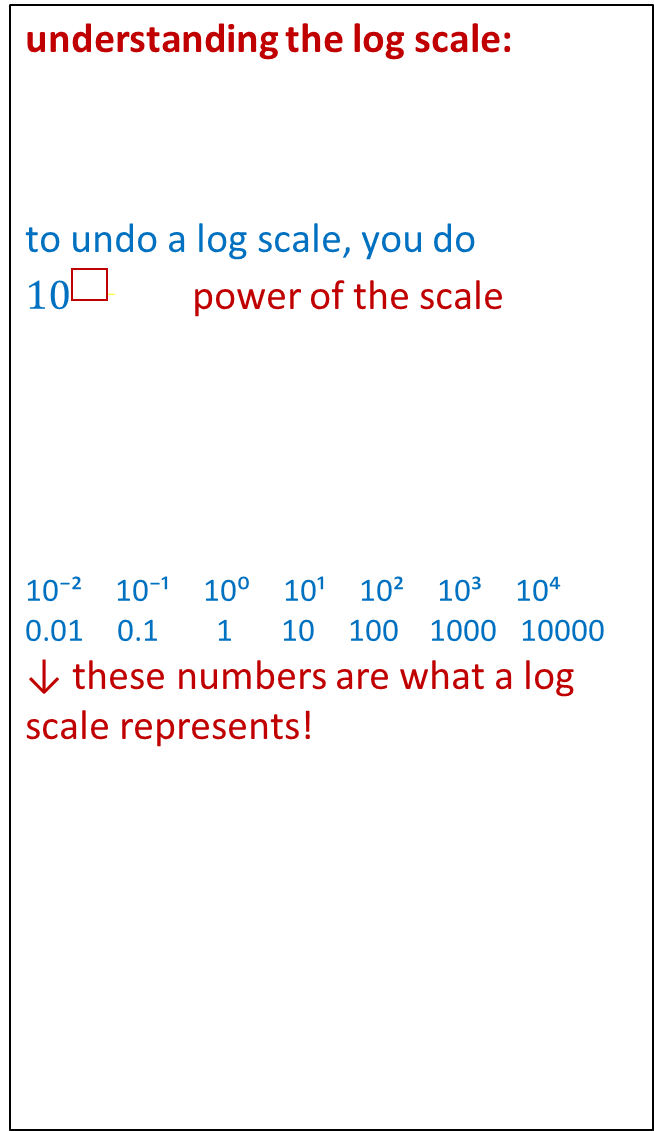 understanding the log scale:
to undo a log scale, you do
10□ power of the scale
10⁻² 10⁻¹ 10⁰ 10¹ 10² 10³ 10⁴
0.01 0.1 1 10 100 1000 10000
↓ these numbers are what a log
scale represents!